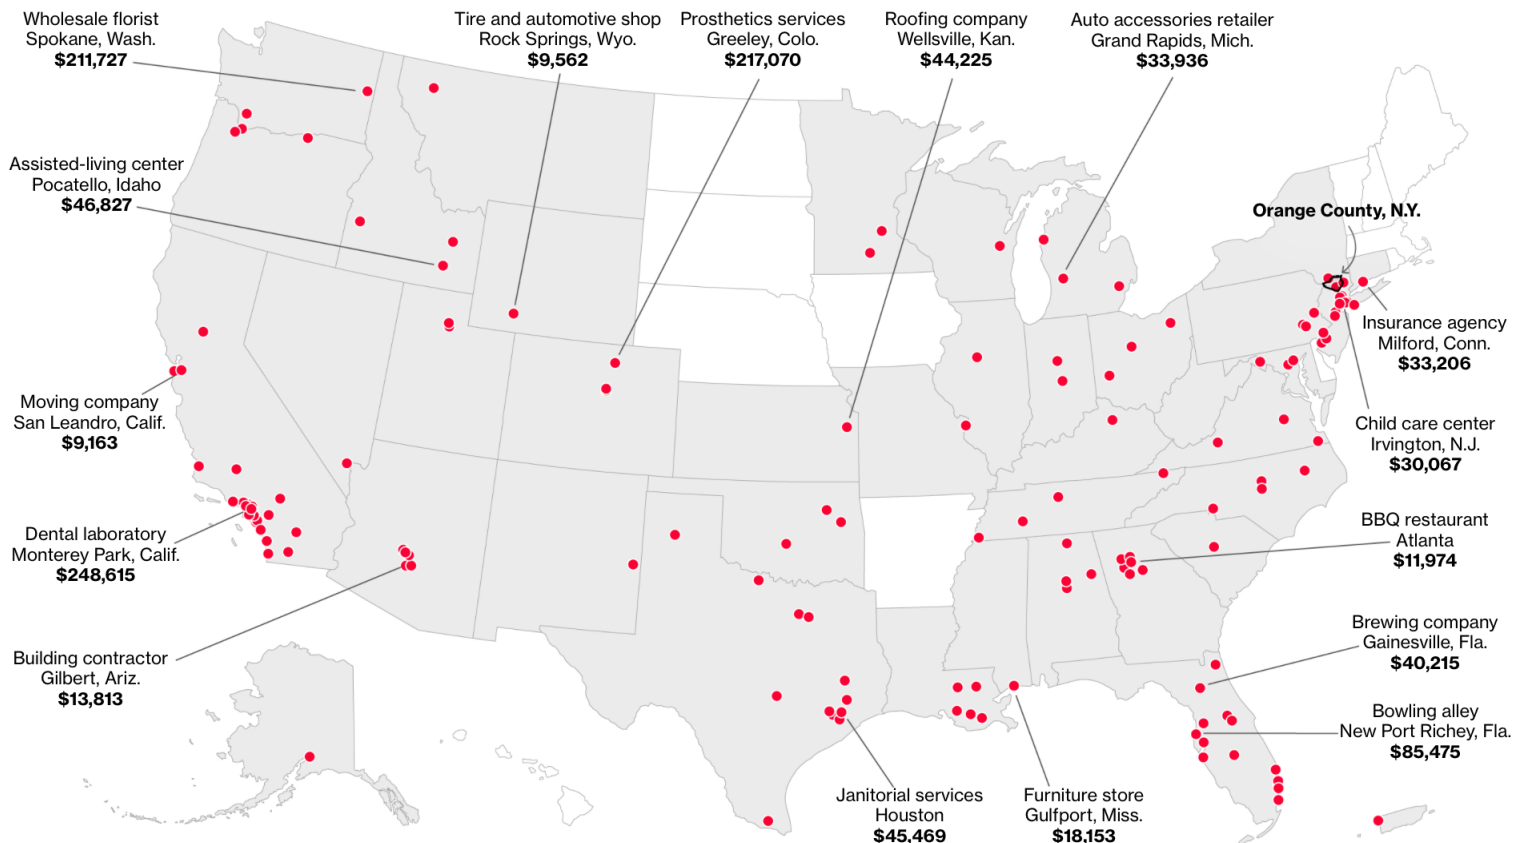 Wholesale florist
Spokane, Wash.
$211,727
Tire and automotive shop
Rock Springs, Wyo.
$9,562
Prosthetics services
Greeley, Colo.
$217,070
Roofing company
Wellsville, Kan.
$44,225
Auto accessories retailer
Grand Rapids, Mich.
$33,936
Assisted-living center
Pocatello, Idaho
$46,827
Orange County, N.Y.
Insurance agency
Milford, Conn.
$33,206
Moving company
San Leandro, Calif.
$9,163
Child care center
Irvington, N.J.
$30,067
Dental laboratory
Monterey Park, Calif.
$248,615
BBQ restaurant
Atlanta
$11,974
Building contractor
Gilbert, Ariz.
$13,813
Brewing company
Gainesville, Fla.
$40,215
Bowling alley
New Port Richey, Fla.
$85,475
Janitorial services
Houston
$45,469
Furniture store
Gulfport, Miss.
$18,153